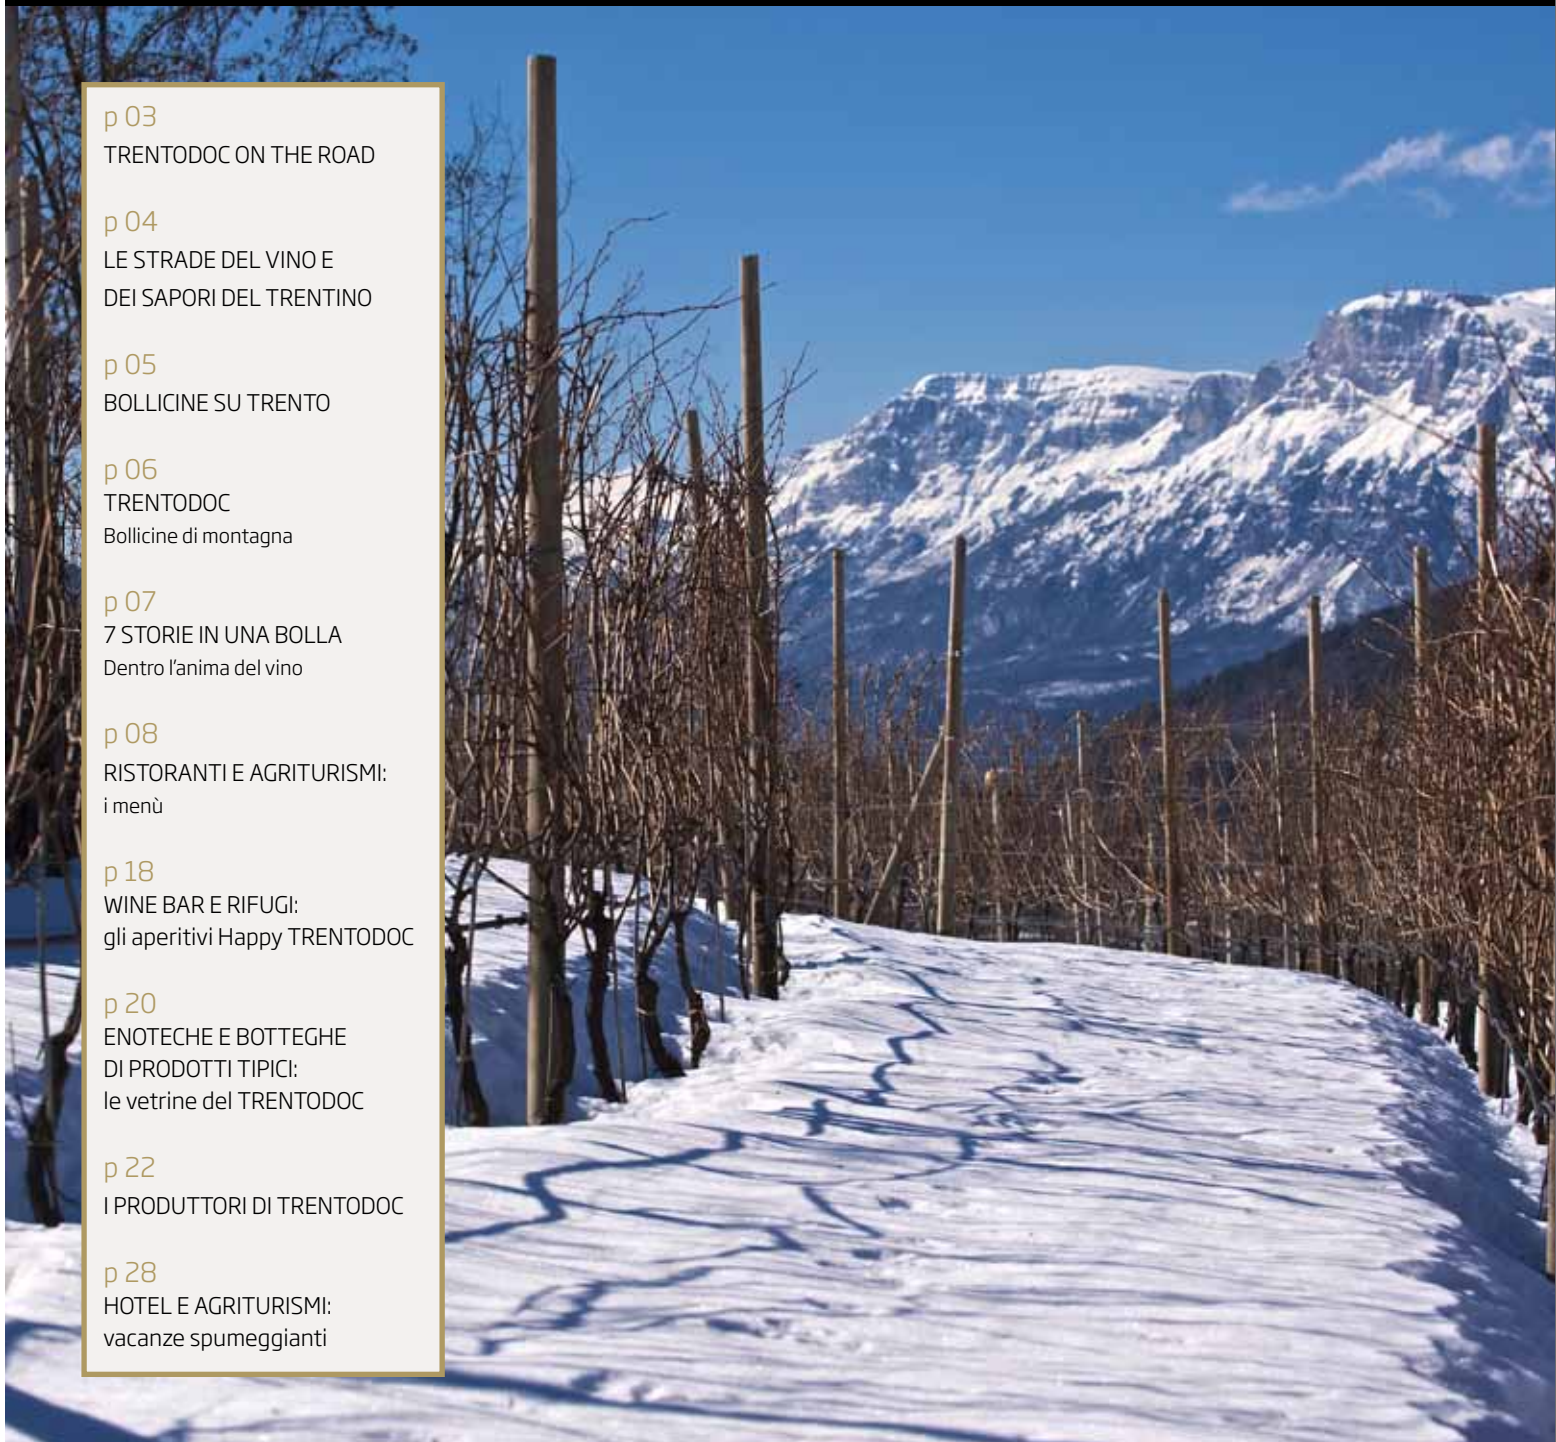 p 03
TRENTODOC ON THE ROAD
p 04
LE STRADE DEL VINO E
DEI SAPORI DEL TRENTINO
p 05
BOLLICINE SU TRENTO
p 06
TRENTODOC
Bollicine di montagna
p 07
7 STORIE IN UNA BOLLA
Dentro l'anima del vino
p 08
RISTORANTI E AGRITURISMI:
i menù
p 18
WINE BAR E RIFUGI:
gli aperitivi Happy TRENTODOC
p 20
ENOTECHE E BOTTEGHE
DI PRODOTTI TIPICI:
le vetrine del TRENTODOC
p 22
I PRODUTTORI DI TRENTODOC
p 28
HOTEL E AGRITURISMI:
vacanze spumeggianti